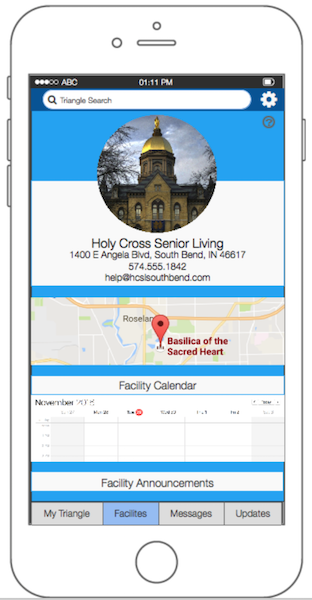 ABC 01:11 PM
Triangle Search
Holy Cross Senior Living
1400 E Angela Blvd, South Bend, IN 46617
574.555.1842
help@hcslsouthbend.com
Roselan
Basilica of the
Sacred Heart
Facility Calendar
November
Facility Announcements
My Triangle Facilites Messages Updates